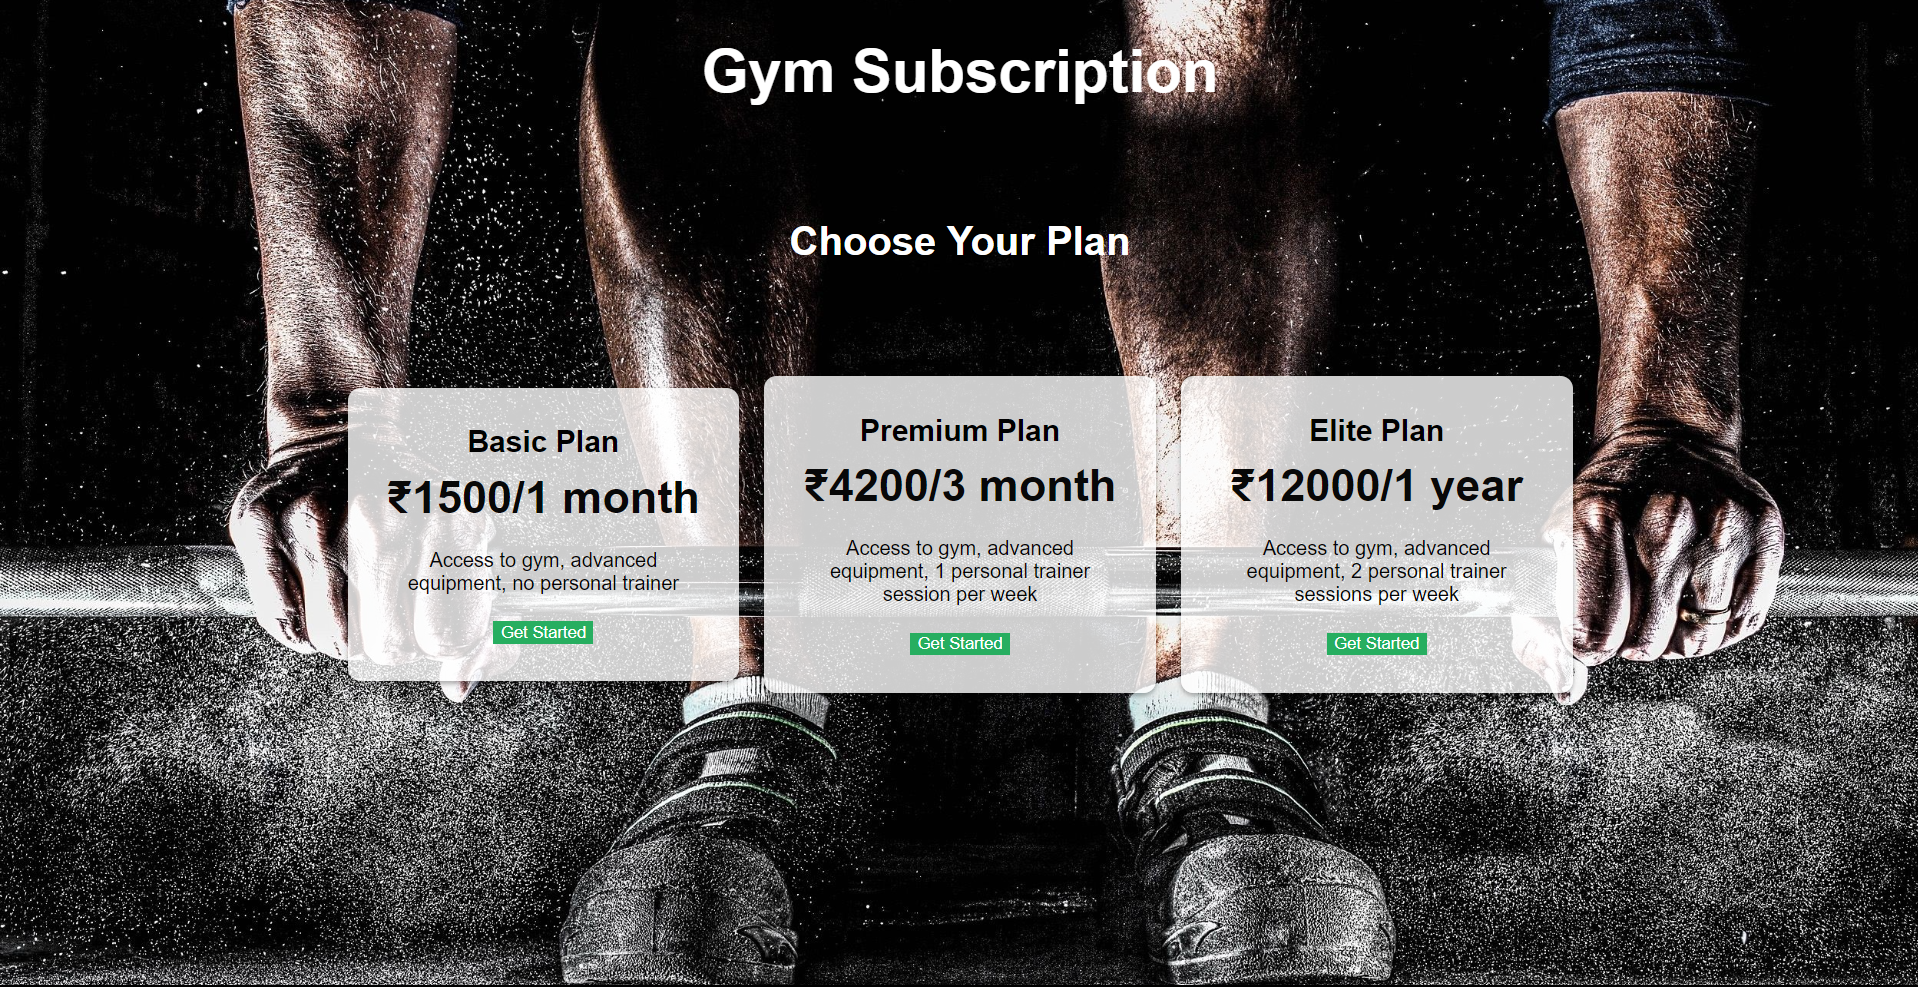 Gym Subscription
Choose Your Plan
Basic Plan
₹1500/1 month
Access to gym, advanced
equipment, no personal trainer
Get Started
Premium Plan
₹4200/3 month
Access to gym, advanced
equipment, 1 personal trainer
session per week
Get Started
Elite Plan
₹12000/1 year
Access to gym, advanced
equipment, 2 personal trainer
sessions per week
Get Started